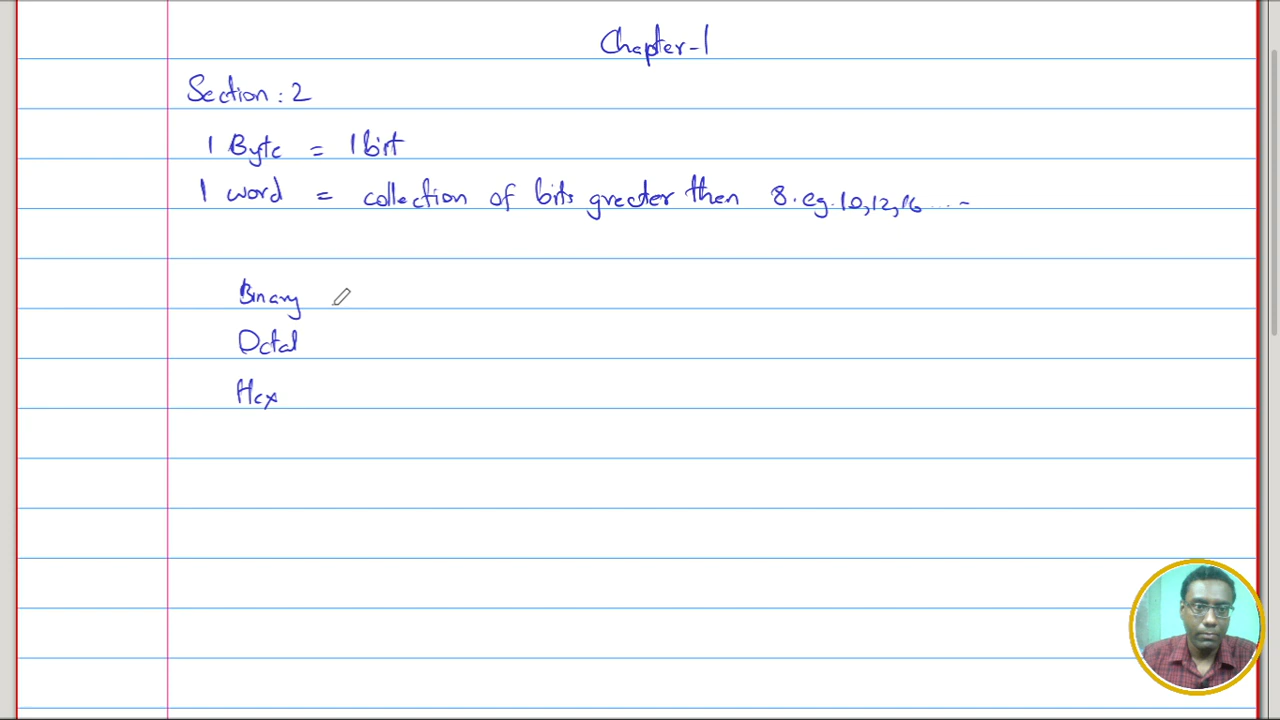 Chapter-1
Section: 2
1 Byte = 1 birt
1 word = collection of bits greater then 8. eg. 10, 12, 16 ....-
Binary
Octal
Hex